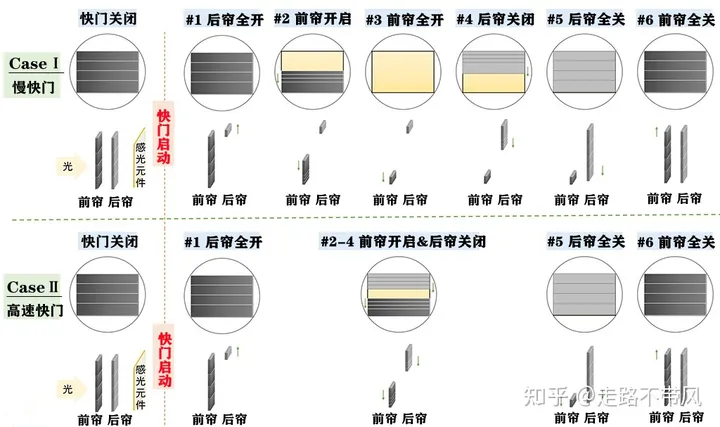 快门关闭
#1 后帘全开
#2 前帘开启
#3 前帘全开
#4 后帘关闭
#5 后帘全关
#6 前帘全关
Case Ⅰ
慢快门
快门启动
光
感光元件
前帘 后帘
前帘 后帘
前帘 后帘
前帘 后帘
前帘 后帘
前帘 后帘
前帘 后帘
快门关闭
#1 后帘全开
#2-4 前帘开启&后帘关闭
#5 后帘全关
#6 前帘全关
Case Ⅱ
高速快门
快门启动
光
感光元件
前帘 后帘
前帘 后帘
前帘 后帘
前帘 后帘
前帘 后帘
知乎 @走路不带风